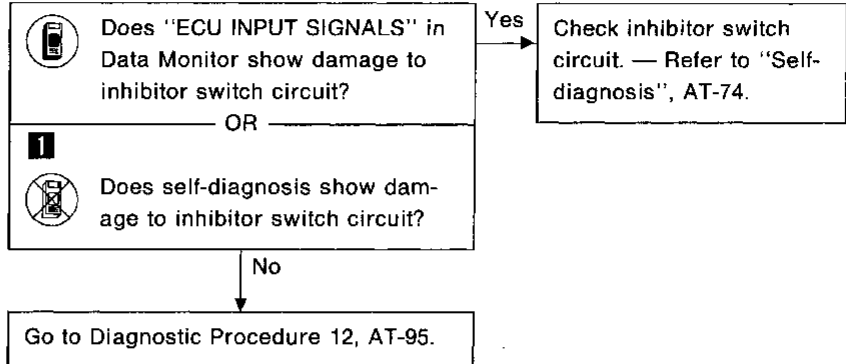 Does "ECU INPUT SIGNALS" in
Data Monitor show damage to
inhibitor switch circuit?
Yes
Check inhibitor switch
circuit. — Refer to "Self-
diagnosis", AT-74.
OR
1
Does self-diagnosis show dam-
age to inhibitor switch circuit?
No
Go to Diagnostic Procedure 12, AT-95.